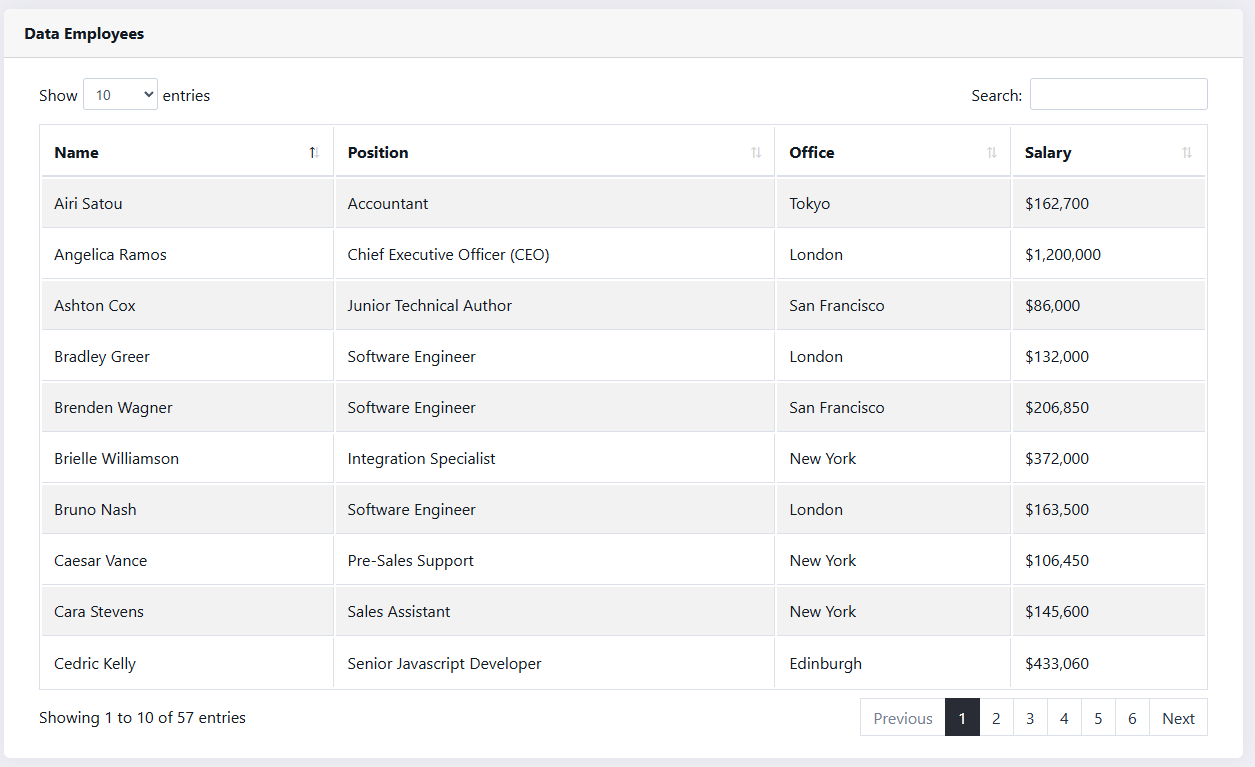 Data Employees
Show 10 entries Search:
Name Position Office Salary
Airi Satou Accountant Tokyo $162,700
Angelica Ramos Chief Executive Officer (CEO) London $1,200,000
Ashton Cox Junior Technical Author San Francisco $86,000
Bradley Greer Software Engineer London $132,000
Brenden Wagner Software Engineer San Francisco $206,850
Brielle Williamson Integration Specialist New York $372,000
Bruno Nash Software Engineer London $163,500
Caesar Vance Pre-Sales Support New York $106,450
Cara Stevens Sales Assistant New York $145,600
Cedric Kelly Senior Javascript Developer Edinburgh $433,060
Showing 1 to 10 of 57 entries Previous 1 2 3 4 5 6 Next